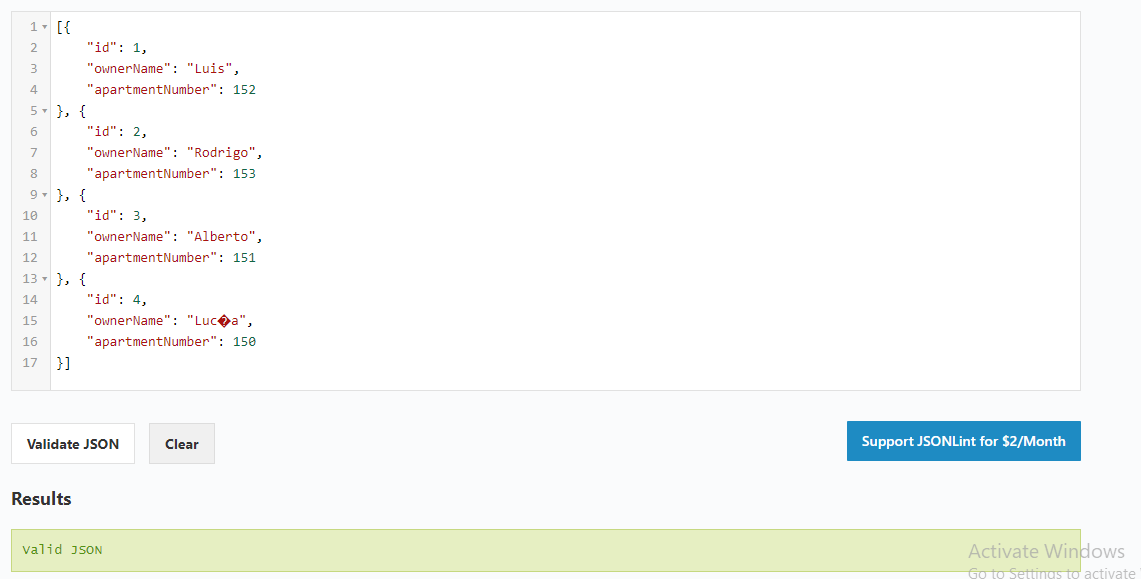 1 [{
2 "id": 1,
3 "ownerName": "Luis",
4 "apartmentNumber": 152
5 }, {
6 "id": 2,
7 "ownerName": "Rodrigo",
8 "apartmentNumber": 153
9 }, {
10 "id": 3,
11 "ownerName": "Alberto",
12 "apartmentNumber": 151
13 }, {
14 "id": 4,
15 "ownerName": "Luc�a",
16 "apartmentNumber": 150
17 }]
Validate JSON Clear Support JSONLint for $2/Month
Results
Valid JSON
Activate Windows
Go to Settings to activate